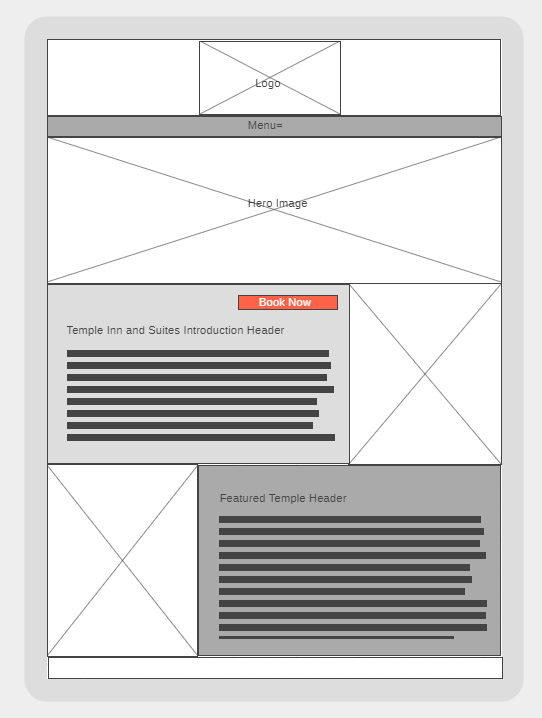 Logo
Menu=
Hero Image
Book Now
Temple Inn and Suites Introduction Header
Featured Temple Header